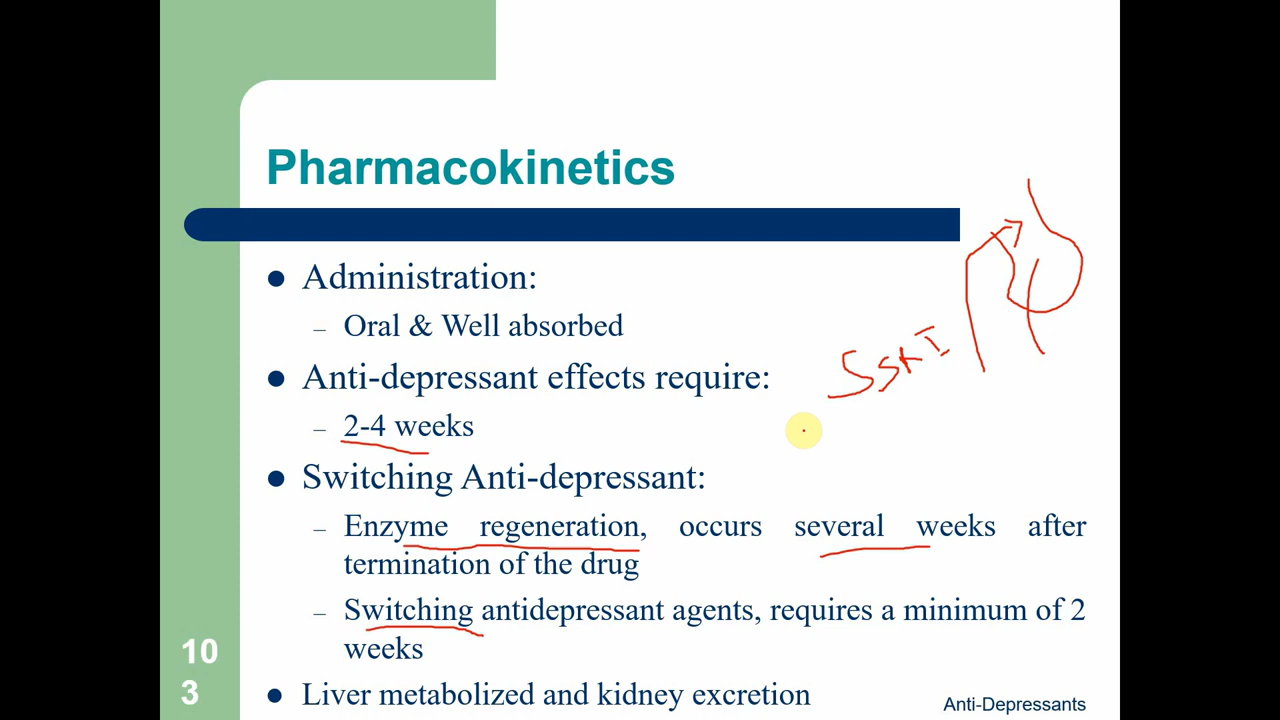 Pharmacokinetics
Administration:
– Oral & Well absorbed
Anti-depressant effects require:
– 2-4 weeks
Switching Anti-depressant:
– Enzyme regeneration, occurs several weeks after
termination of the drug
– Switching antidepressant agents, requires a minimum of 2
weeks
Liver metabolized and kidney excretion
SSRI
10
3
Anti-Depressants